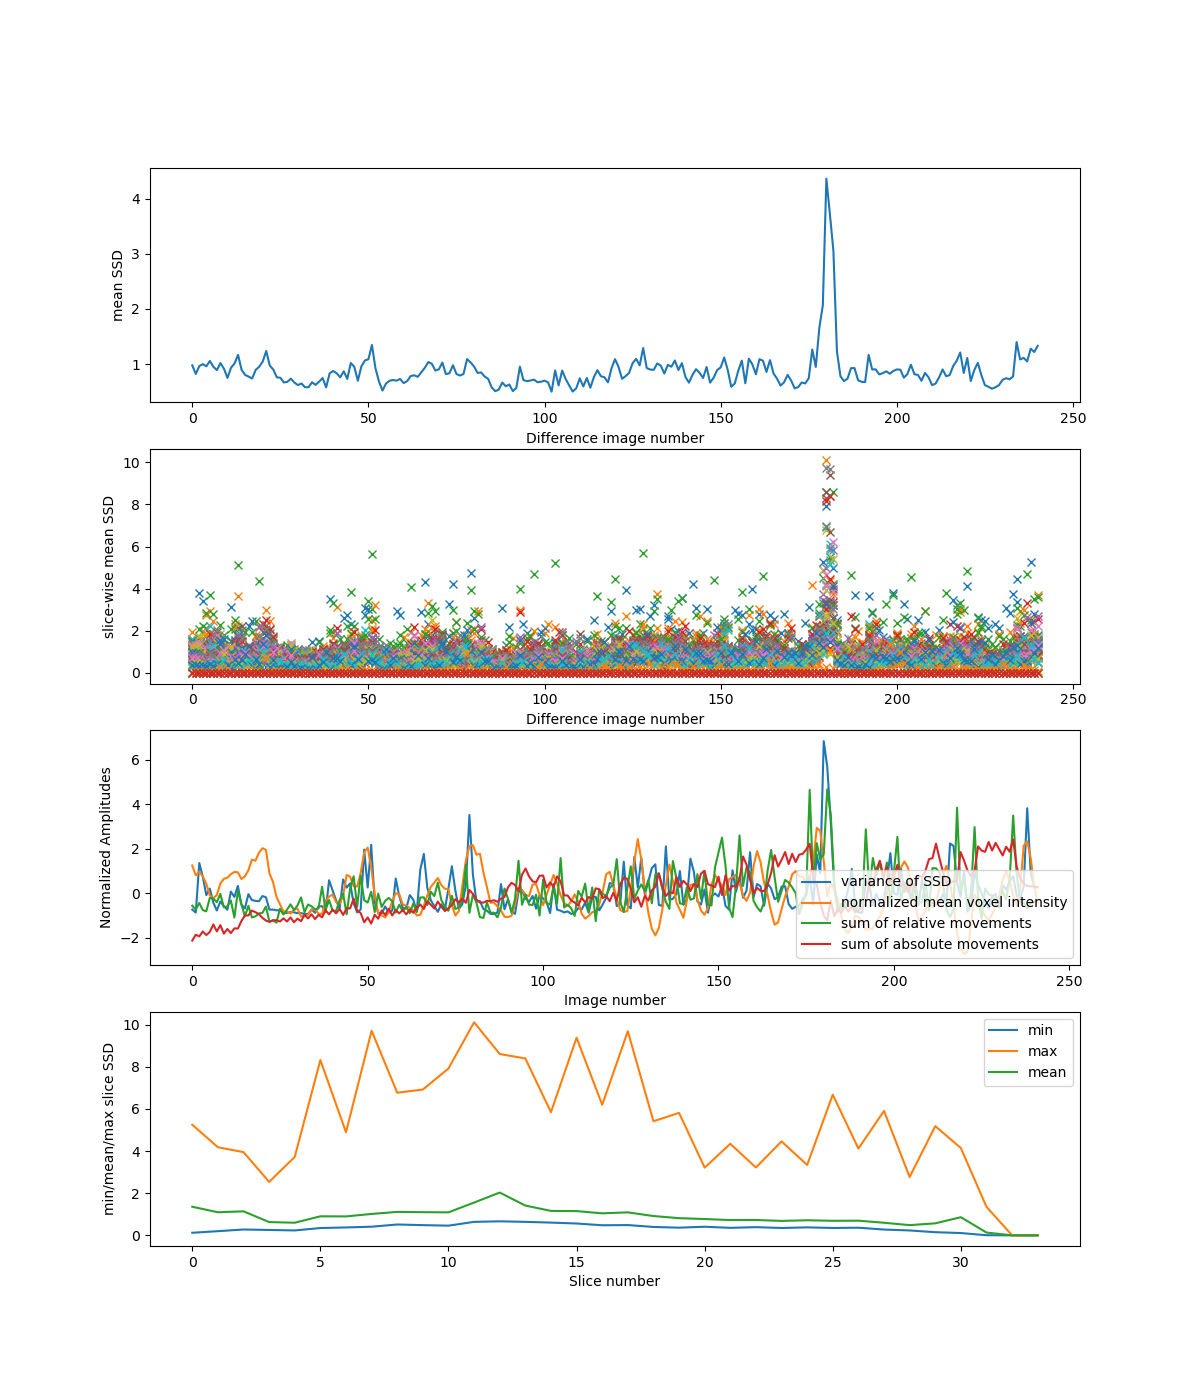 mean SSD
4
3
2
1
0 50 100 150 200 250
Difference image number
slice-wise mean SSD
10
8
6
4
2
0
0 50 100 150 200 250
Difference image number
Normalized Amplitudes
6
4
2
0
−2
variance of SSD
normalized mean voxel intensity
sum of relative movements
sum of absolute movements
0 50 100 150 200 250
Image number
min/mean/max slice SSD
10
8
6
4
2
0
min
max
mean
0 5 10 15 20 25 30
Slice number